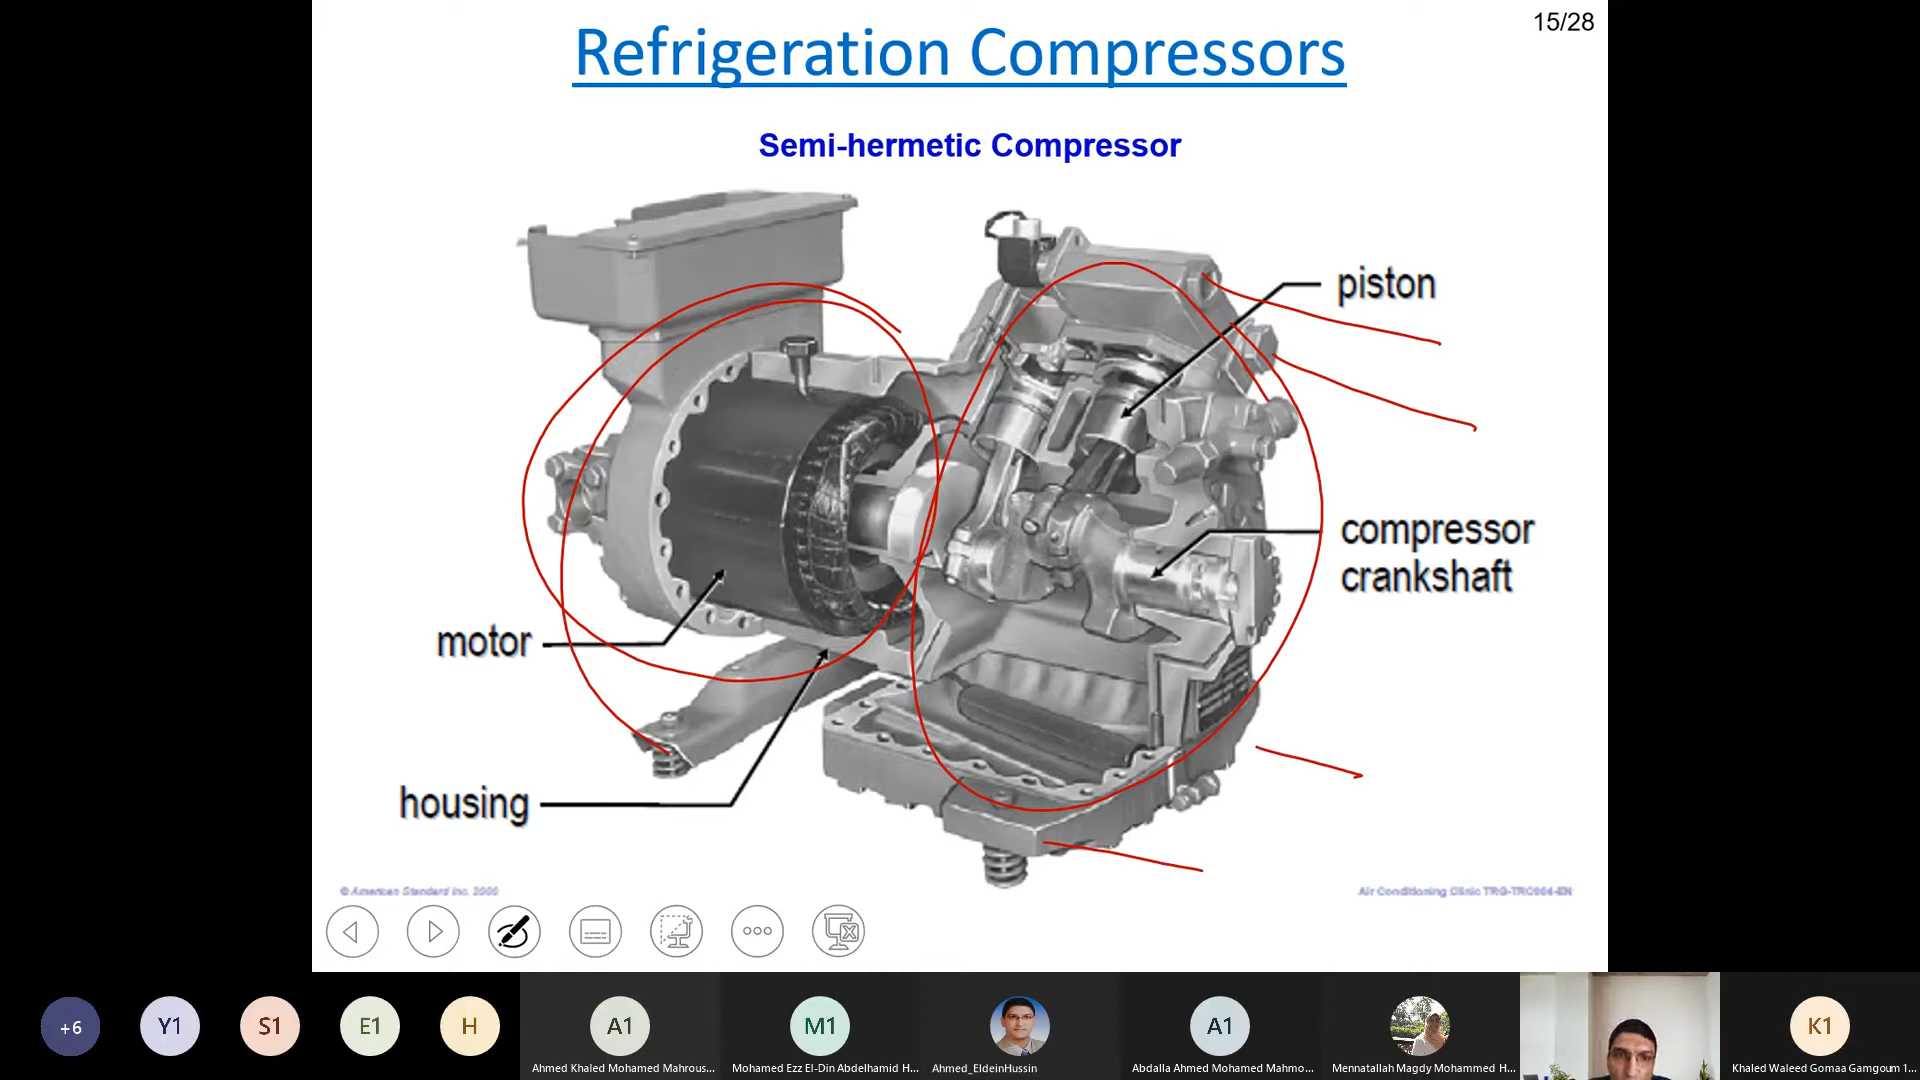 15/28
Refrigeration Compressors
Semi-hermetic Compressor
piston
compressor
crankshaft
motor
housing
© American Standard Inc. 2000
Air Conditioning Clinic TRG-TRC004-EN
+6
Y1
S1
E1
H
A1
M1
A1
K1
Ahmed Khaled Mohamed Mahrous...
Mohamed Ezz El-Din Abdelhamid H...
Ahmed_EldeinHussin
Abdalla Ahmed Mohamed Mahmo...
Mennatallah Magdy Mohammed H...
Khaled Waleed Gomaa Gamgoum 1...